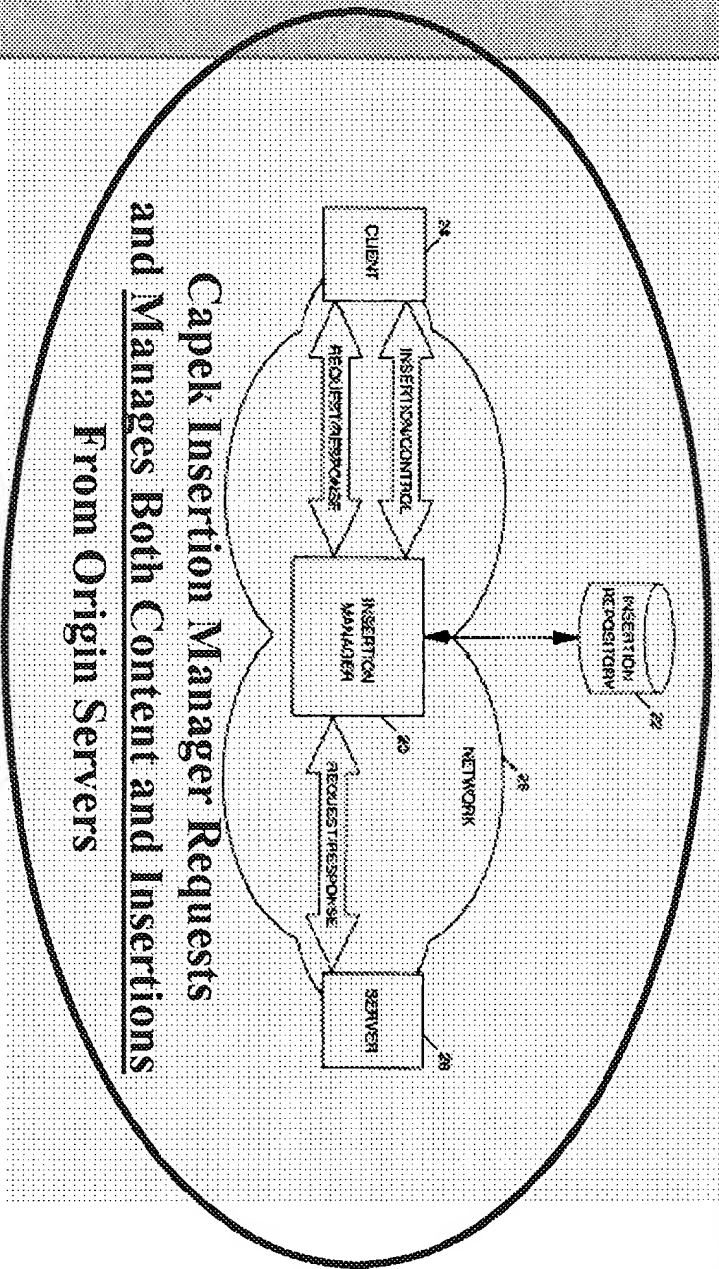 INSERTION
REPOSITORY
22
26
NETWORK
24
CLIENT
INSERTION/CONTROL
REQUEST/RESPONSE
INSERTION
MANAGER
20
REQUEST/RESPONSE
28
SERVER
Capek Insertion Manager Requests
and Manages Both Content and Insertions
From Origin Servers